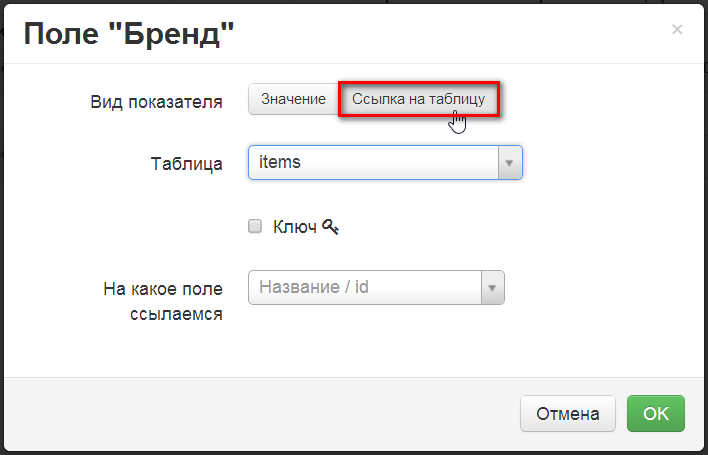 Поле "Бренд"
×
Вид показателя Значение Ссылка на таблицу
Таблица items
Ключ
На какое поле Название / id
ссылаемся
Отмена OK